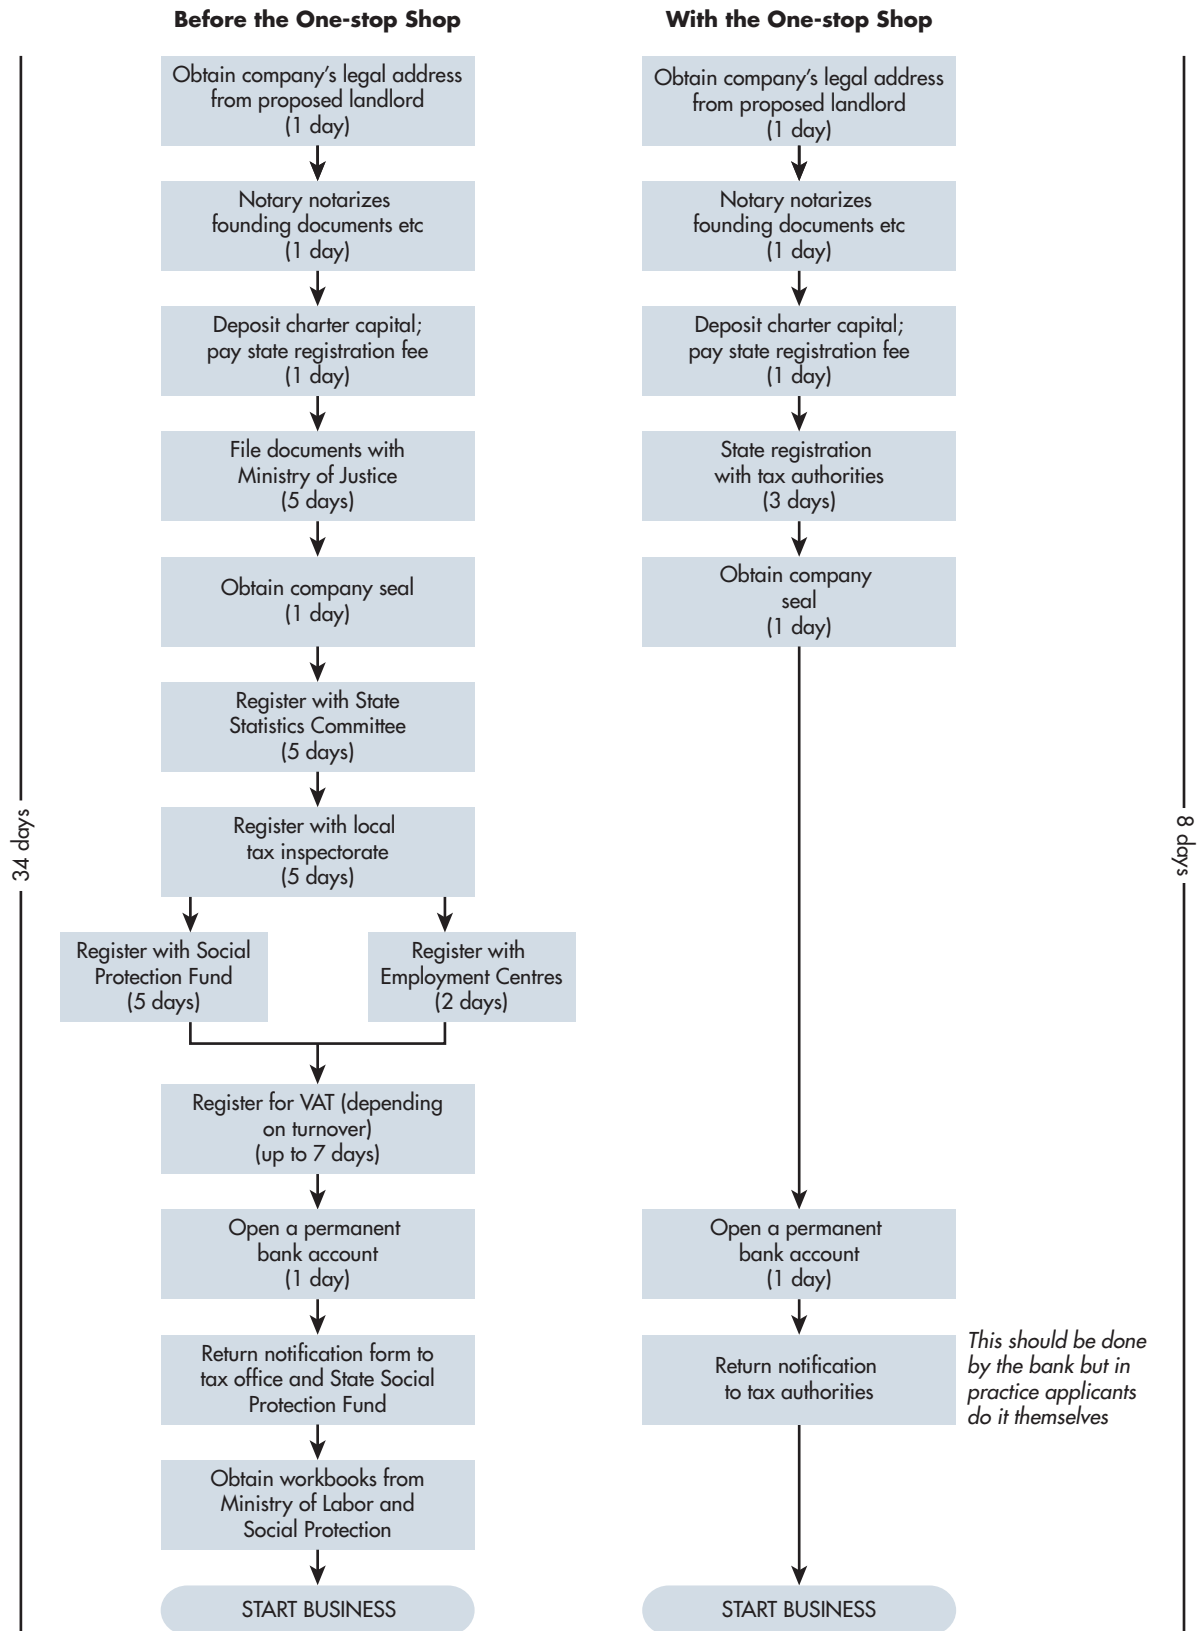 Before the One-stop Shop
With the One-stop Shop
34 days
Obtain company’s legal address
from proposed landlord
(1 day)
Notary notarizes
founding documents etc
(1 day)
Deposit charter capital;
pay state registration fee
(1 day)
File documents with
Ministry of Justice
(5 days)
Obtain company seal
(1 day)
Register with State
Statistics Committee
(5 days)
Register with local
tax inspectorate
(5 days)
Register with Social
Protection Fund
(5 days)
Register with
Employment Centres
(2 days)
Register for VAT (depending
on turnover)
(up to 7 days)
Open a permanent
bank account
(1 day)
Return notification form to
tax office and State Social
Protection Fund
Obtain workbooks from
Ministry of Labor and
Social Protection
START BUSINESS
Obtain company’s legal address
from proposed landlord
(1 day)
Notary notarizes
founding documents etc
(1 day)
Deposit charter capital;
pay state registration fee
(1 day)
State registration
with tax authorities
(3 days)
Obtain company
seal
(1 day)
Open a permanent
bank account
(1 day)
Return notification
to tax authorities
This should be done
by the bank but in
practice applicants
do it themselves
START BUSINESS
8 days